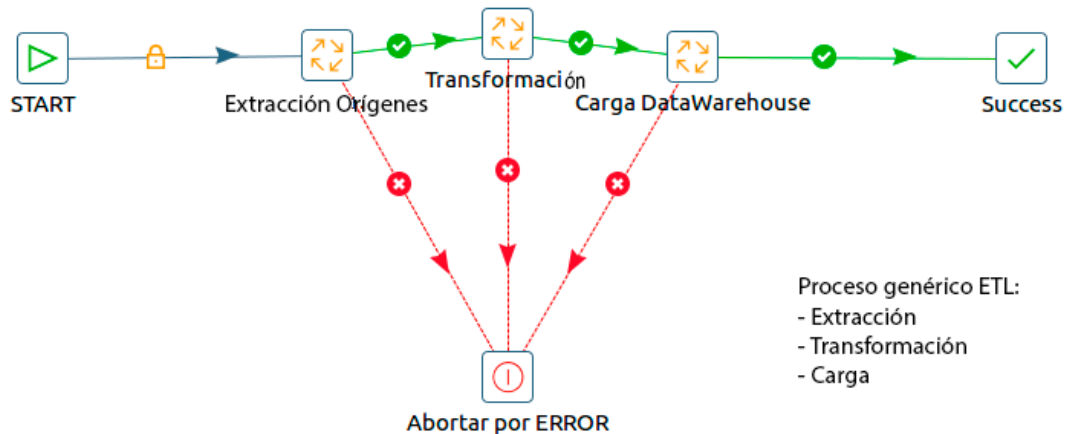 START
Extracción Orígenes
Transformación
Carga DataWarehouse
Success
Proceso genérico ETL:
- Extracción
- Transformación
- Carga
Abortar por ERROR